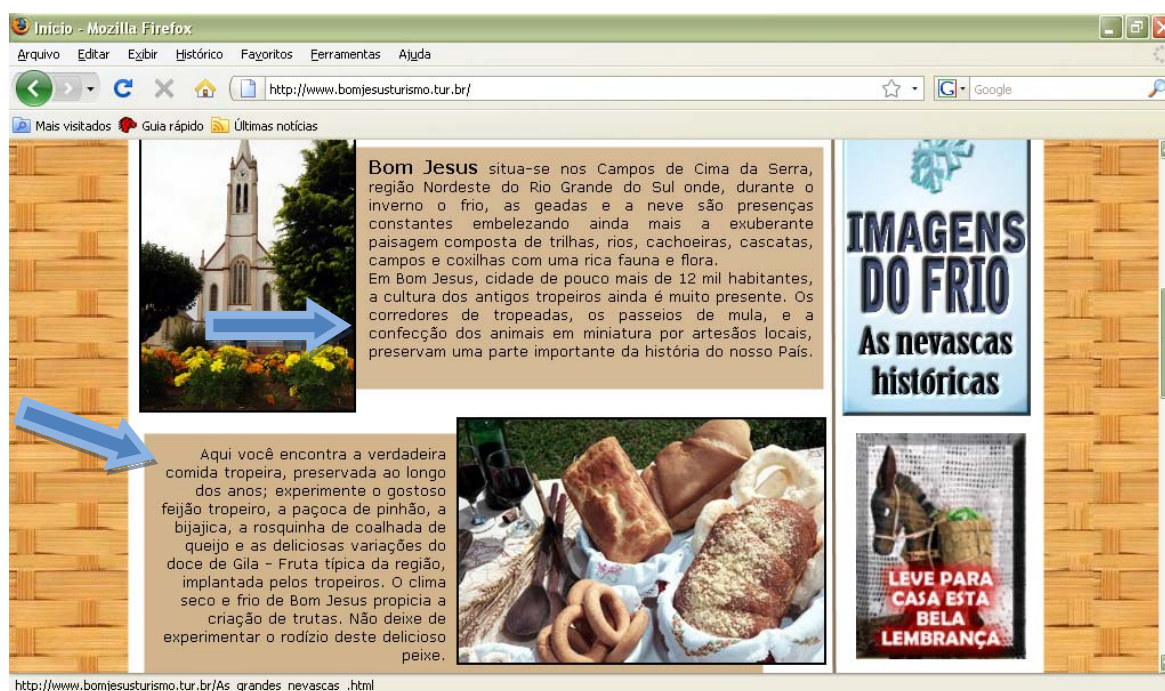 Início - Mozilla Firefox
Arquivo Editar Exibir Histórico Favoritos Ferramentas Ajuda
http://www.bomjesusturismo.tur.br/
Google
Mais visitados Guia rápido Últimas notícias
Bom Jesus situa-se nos Campos de Cima da Serra,
região Nordeste do Rio Grande do Sul onde, durante o
inverno o frio, as geadas e a neve são presenças
constantes embelezando ainda mais a exuberante
paisagem composta de trilhas, rios, cachoeiras, cascatas,
campos e coxilhas com uma rica fauna e flora.
Em Bom Jesus, cidade de pouco mais de 12 mil habitantes,
a cultura dos antigos tropeiros ainda é muito presente. Os
corredores de tropeadas, os passeios de mula, e a
confecção dos animais em miniatura por artesãos locais,
preservam uma parte importante da história do nosso País.
IMAGENS
DO FRIO
As nevascas
históricas
Aqui você encontra a verdadeira
comida tropeira, preservada ao longo
dos anos; experimente o gostoso
feijão tropeiro, a paçoca de pinhão, a
bijajica, a rosquinha de coalhada de
queijo e as deliciosas variações do
doce de Gila - Fruta típica da região,
implantada pelos tropeiros. O clima
seco e frio de Bom Jesus propicia a
criação de trutas. Não deixe de
experimentar o rodízio deste delicioso
peixe.
LEVE PARA
CASA ESTA
BELA
LEMBRANÇA
http://www.bomjesusturismo.tur.br/As_grandes_nevascas_.html